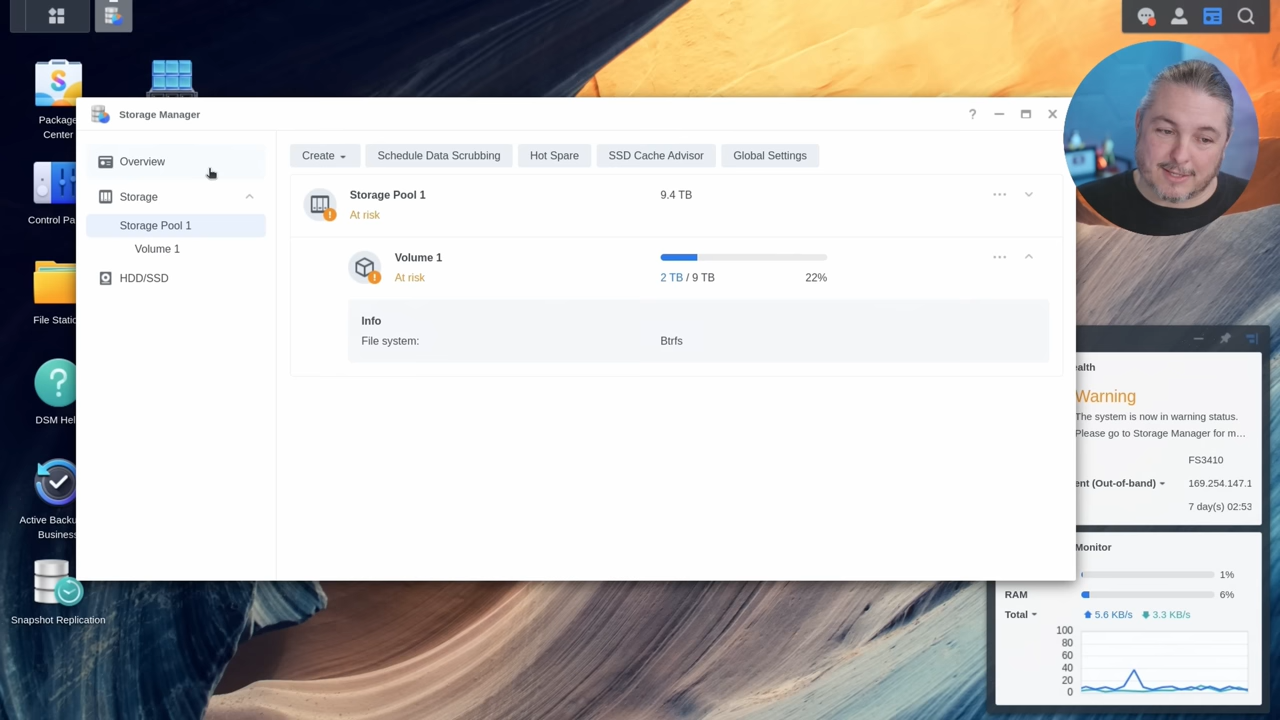 Package
Center
Control Pa
File Statio
DSM Hel
Active Backu
Business
Snapshot Replication
Storage Manager
?
Overview
Storage
Storage Pool 1
Volume 1
HDD/SSD
Create
Schedule Data Scrubbing
Hot Spare
SSD Cache Advisor
Global Settings
Storage Pool 1
9.4 TB
At risk
Volume 1
At risk
2 TB / 9 TB
22%
Info
File system:
Btrfs
ealth
Warning
The system is now in warning status.
Please go to Storage Manager for m...
FS3410
ent (Out-of-band)
169.254.147.1
7 day(s) 02:53
Monitor
1%
RAM
6%
Total
5.6 KB/s
3.3 KB/s
100
80
60
40
20
0